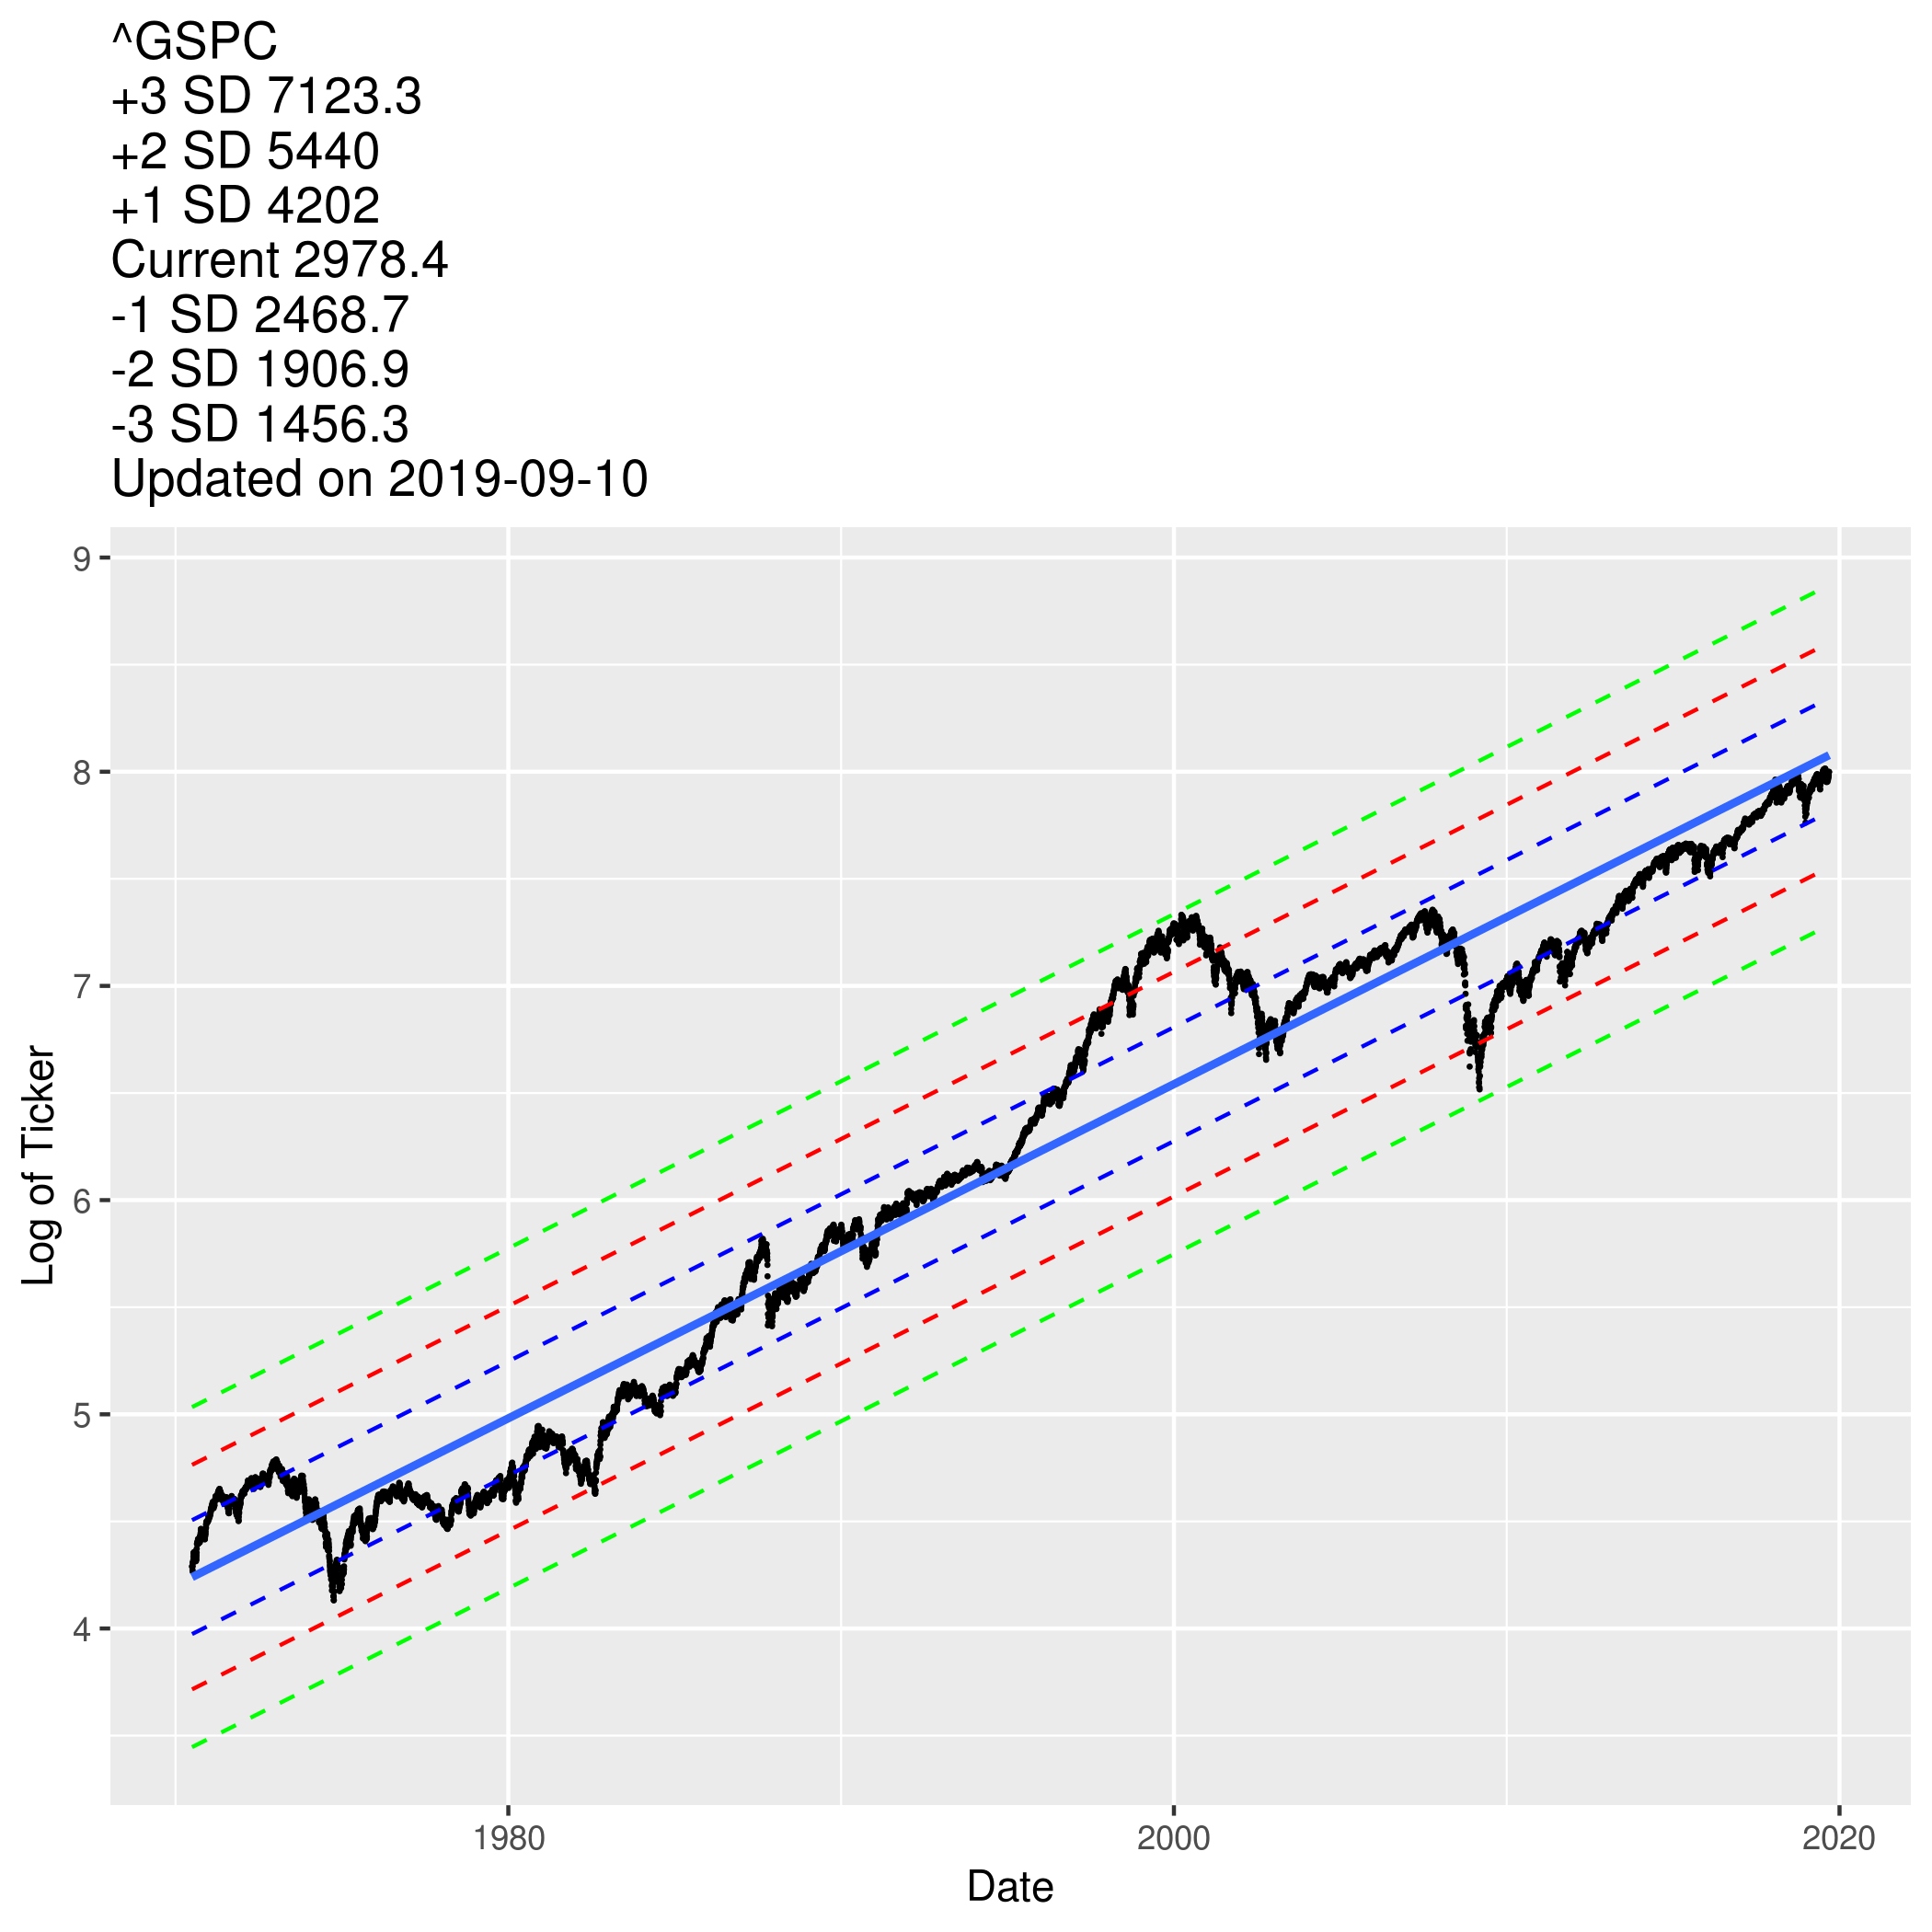 ^GSPC
+3 SD 7123.3
+2 SD 5440
+1 SD 4202
Current 2978.4
-1 SD 2468.7
-2 SD 1906.9
-3 SD 1456.3
Updated on 2019-09-10
9
8
7
6
5
4
Log of Ticker
1980
2000
2020
Date